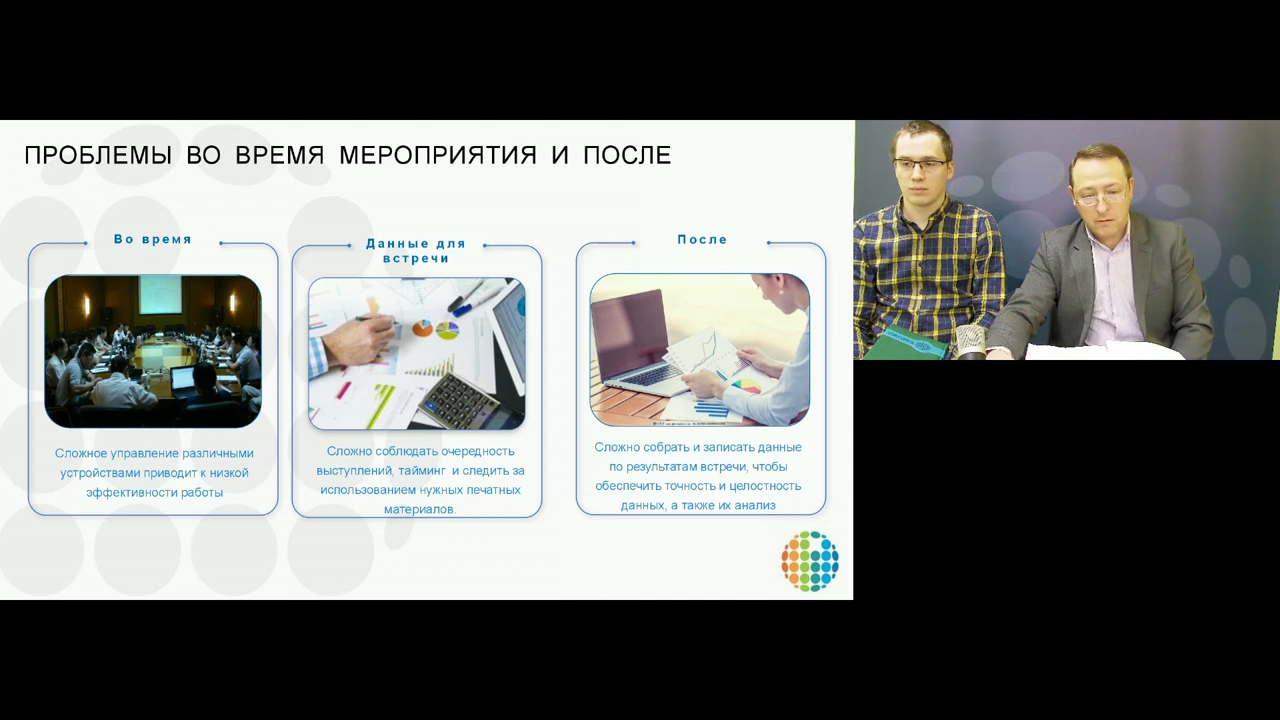 ПРОБЛЕМЫ ВО ВРЕМЯ МЕРОПРИЯТИЯ И ПОСЛЕ
Во время
Сложное управление различными
устройствами приводит к низкой
эффективности работы
Данные для
встречи
Сложно соблюдать очередность
выступлений, тайминг и следить за
использованием нужных печатных
материалов.
После
Сложно собрать и записать данные
по результатам встречи, чтобы
обеспечить точность и целостность
данных, а также их анализ